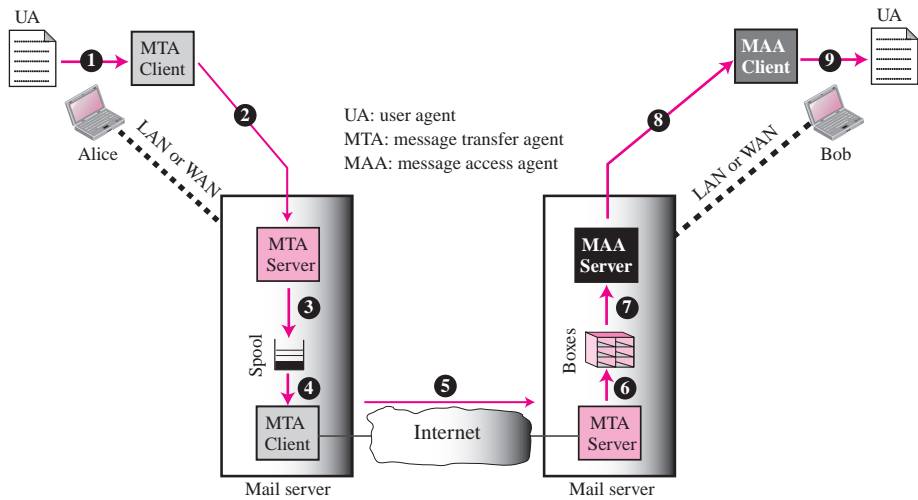 UA
1
MTA
Client
2
Alice
LAN or WAN
UA: user agent
MTA: message transfer agent
MAA: message access agent
MTA
Server
3
Spool
4
MTA
Client
Mail server
5
Internet
UA
9
MAA
Client
8
Bob
LAN or WAN
MAA
Server
7
Boxes
6
MTA
Server
Mail server